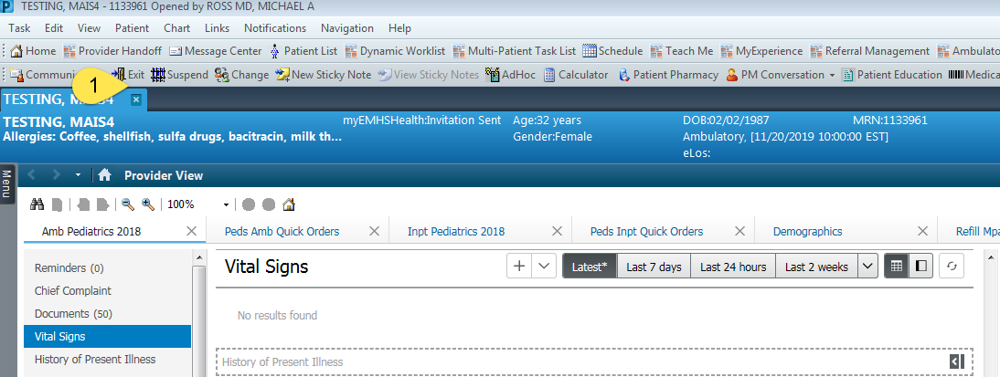 TESTING, MAIS4 - 1133961 Opened by ROSS MD, MICHAEL A
Task Edit View Patient Chart Links Notifications Navigation Help
Home Provider Handoff Message Center Patient List Dynamic Worklist Multi-Patient Task List Schedule Teach Me MyExperience Referral Management Ambulato
Communi Exit Suspend Change New Sticky Note View Sticky Notes AdHoc Calculator Patient Pharmacy PM Conversation Patient Education Medica
1
TESTING, MAIS4
TESTING, MAIS4 myEMHSHealth:Invitation Sent Age:32 years DOB:02/02/1987 MRN:1133961
Allergies: Coffee, shellfish, sulfa drugs, bacitracin, milk th... Gender:Female Ambulatory, [11/20/2019 10:00:00 EST]
eLos:
Menu
Provider View
100%
Amb Pediatrics 2018 Peds Amb Quick Orders Inpt Pediatrics 2018 Peds Inpt Quick Orders Demographics Refill Mpa
Reminders (0)
Chief Complaint
Documents (50)
Vital Signs
History of Present Illness
Vital Signs Latest* Last 7 days Last 24 hours Last 2 weeks
No results found
History of Present Illness